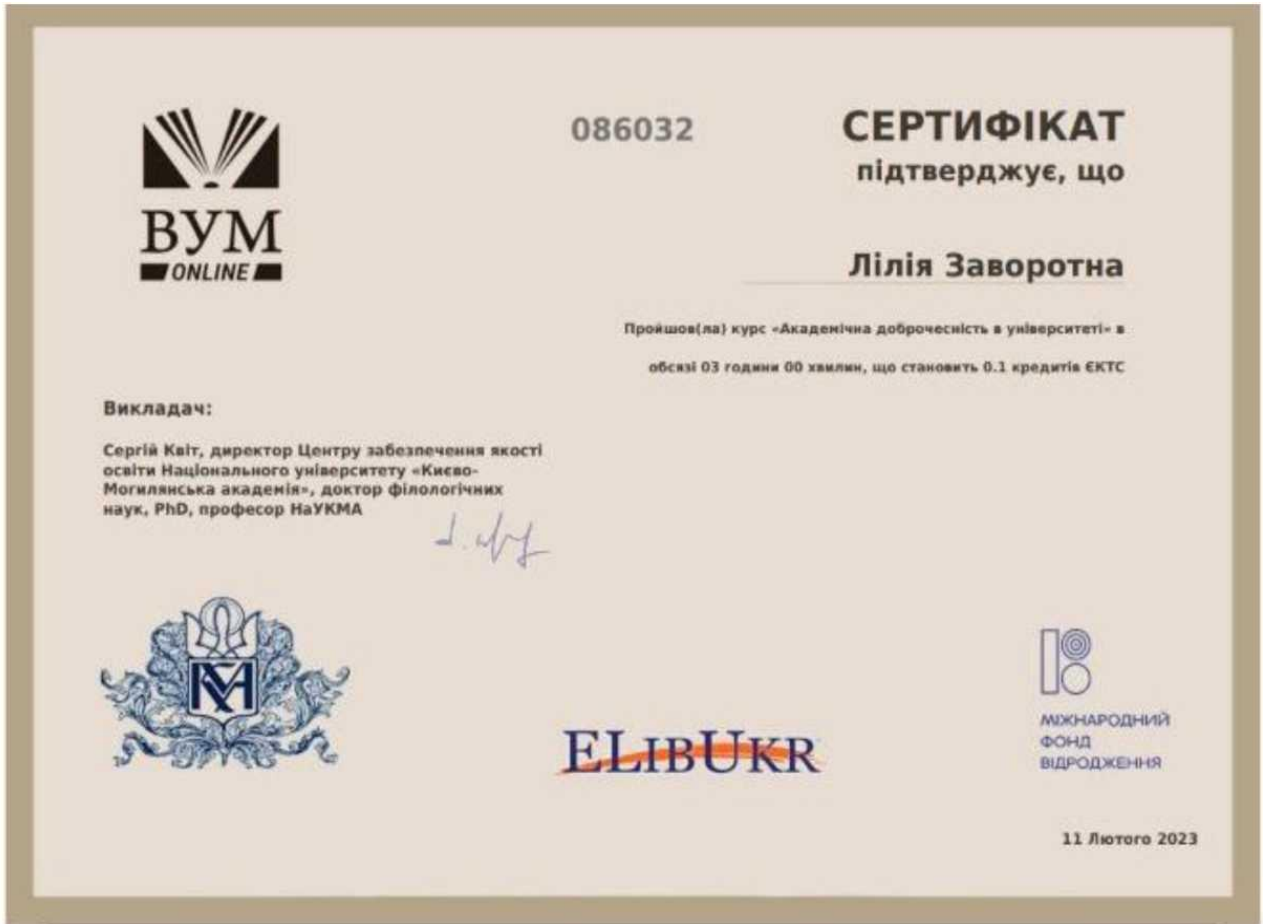 ВУМ
ONLINE
086032
СЕРТИФІКАТ
підтверджує, що
Лілія Заворотна
Пройшов(ла) курс «Академічна доброчесність в університеті» в
обсязі 03 години 00 хвилин, що становить 0.1 кредитів ЄКТС
Викладач:
Сергій Квіт, директор Центру забезпечення якості
освіти Національного університету «Києво-
Могилянська академія», доктор філологічних
наук, PhD, професор НаУКМА
ELIBUKR
МІЖНАРОДНИЙ
ФОНД
ВІДРОДЖЕННЯ
11 Лютого 2023